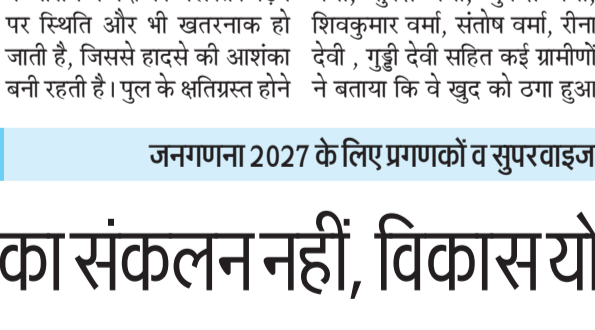 पर स्थिति और भी खतरनाक हो
जाती है, जिससे हादसे की आशंका
बनी रहती है। पुल के क्षतिग्रस्त होने
शिवकुमार वर्मा, संतोष वर्मा, रीना
देवी , गुड्डी देवी सहित कई ग्रामीणों
ने बताया कि वे खुद को ठगा हुआ
जनगणना 2027 के लिए प्रगणकों व सुपरवाइज
का संकलन नहीं, विकास यो